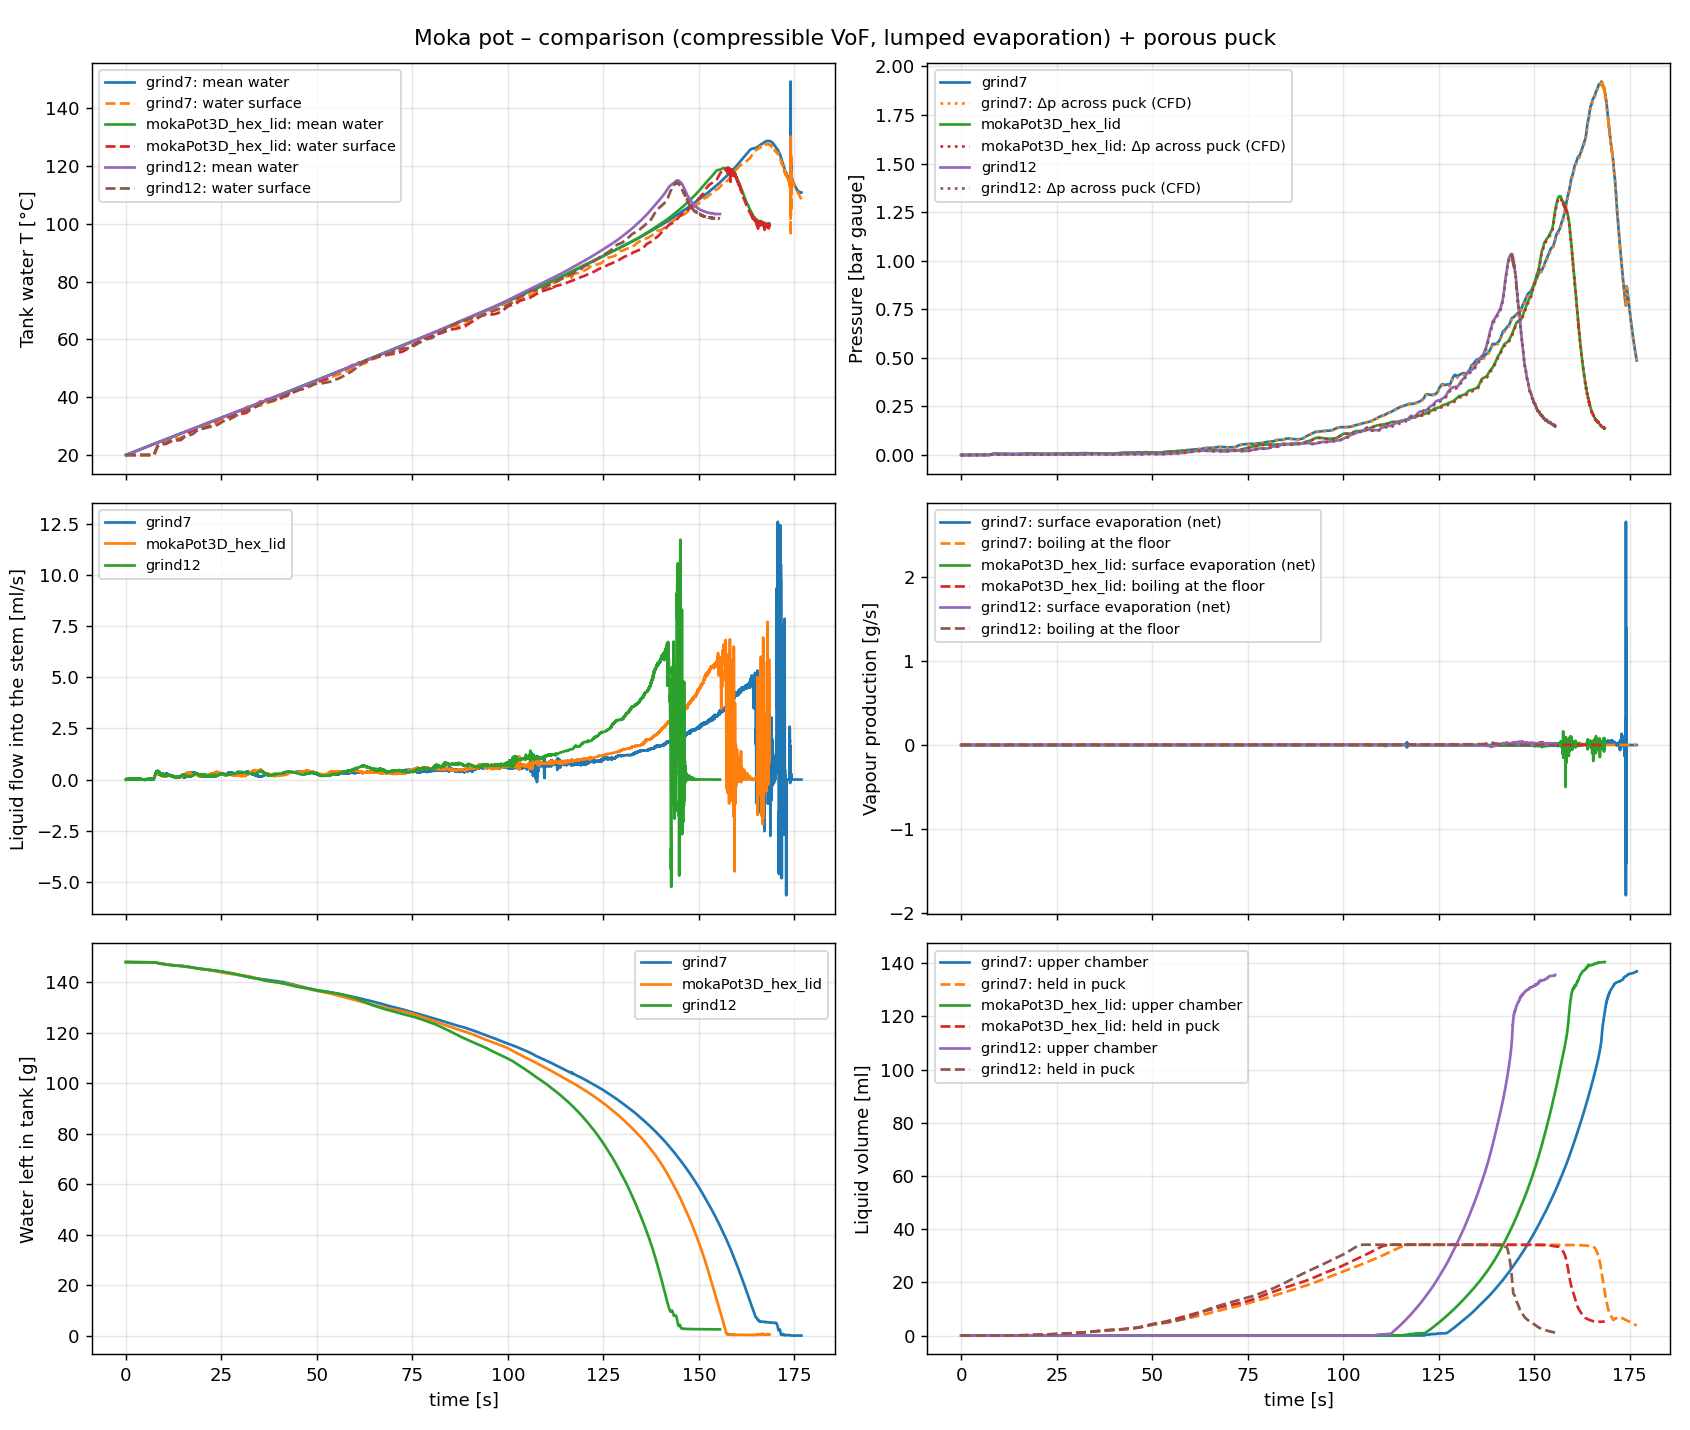 Moka pot – comparison (compressible VoF, lumped evaporation) + porous puck
grind7: mean water
grind7: water surface
mokaPot3D_hex_lid: mean water
mokaPot3D_hex_lid: water surface
grind12: mean water
grind12: water surface
Tank water T [°C]
140
120
100
80
60
40
20
grind7
grind7: Δp across puck (CFD)
mokaPot3D_hex_lid
mokaPot3D_hex_lid: Δp across puck (CFD)
grind12
grind12: Δp across puck (CFD)
Pressure [bar gauge]
2.00
1.75
1.50
1.25
1.00
0.75
0.50
0.25
0.00
grind7
mokaPot3D_hex_lid
grind12
Liquid flow into the stem [ml/s]
12.5
10.0
7.5
5.0
2.5
0.0
−2.5
−5.0
grind7: surface evaporation (net)
grind7: boiling at the floor
mokaPot3D_hex_lid: surface evaporation (net)
mokaPot3D_hex_lid: boiling at the floor
grind12: surface evaporation (net)
grind12: boiling at the floor
Vapour production [g/s]
2
1
0
−1
−2
grind7
mokaPot3D_hex_lid
grind12
Water left in tank [g]
140
120
100
80
60
40
20
0
0 25 50 75 100 125 150 175
time [s]
grind7: upper chamber
grind7: held in puck
mokaPot3D_hex_lid: upper chamber
mokaPot3D_hex_lid: held in puck
grind12: upper chamber
grind12: held in puck
Liquid volume [ml]
140
120
100
80
60
40
20
0
0 25 50 75 100 125 150 175
time [s]